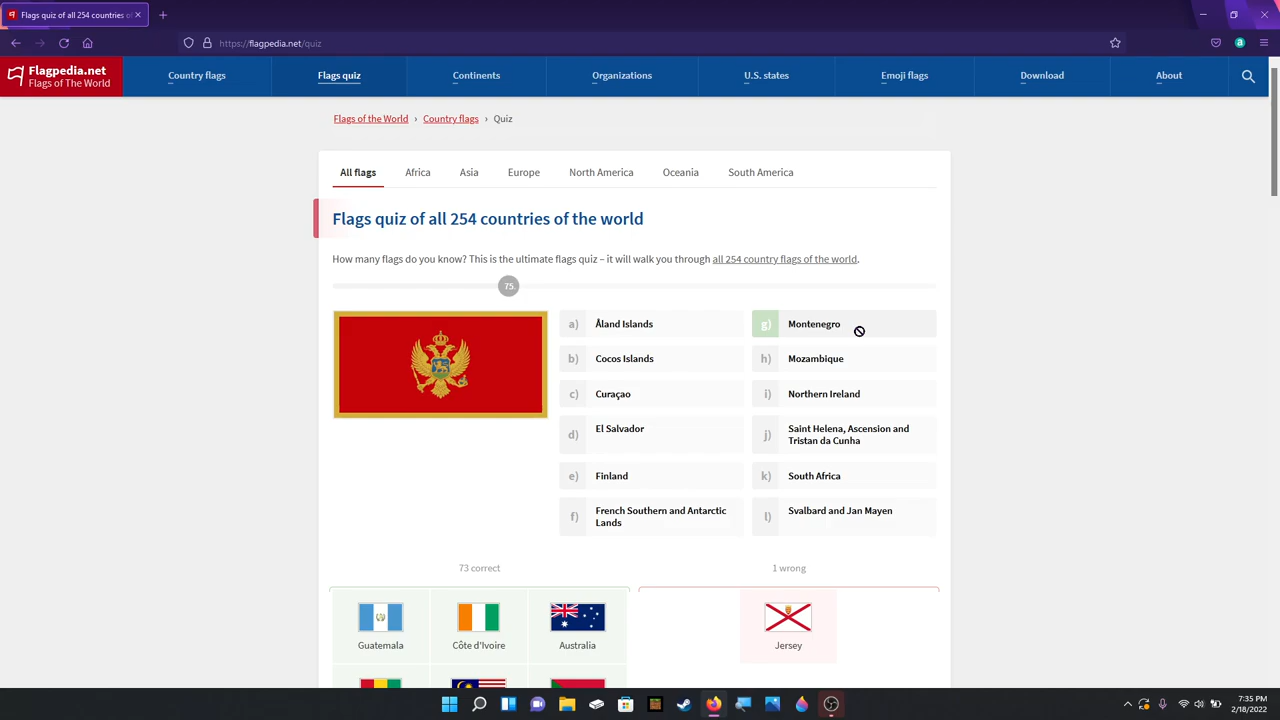 Flags quiz of all 254 countries o
https://flagpedia.net/quiz
a
Flagpedia.net
Flags of The World
Country flags
Flags quiz
Continents
Organizations
U.S. states
Emoji flags
Download
About
Flags of the World › Country flags › Quiz
All flags
Africa
Asia
Europe
North America
Oceania
South America
Flags quiz of all 254 countries of the world
How many flags do you know? This is the ultimate flags quiz – it will walk you through all 254 country flags of the world.
75.
a) Åland Islands
b) Cocos Islands
c) Curaçao
d) El Salvador
e) Finland
f) French Southern and Antarctic
Lands
g) Montenegro
h) Mozambique
i) Northern Ireland
j) Saint Helena, Ascension and
Tristan da Cunha
k) South Africa
l) Svalbard and Jan Mayen
73 correct
1 wrong
Guatemala
Côte d'Ivoire
Australia
Jersey
7:35 PM
2/18/2022